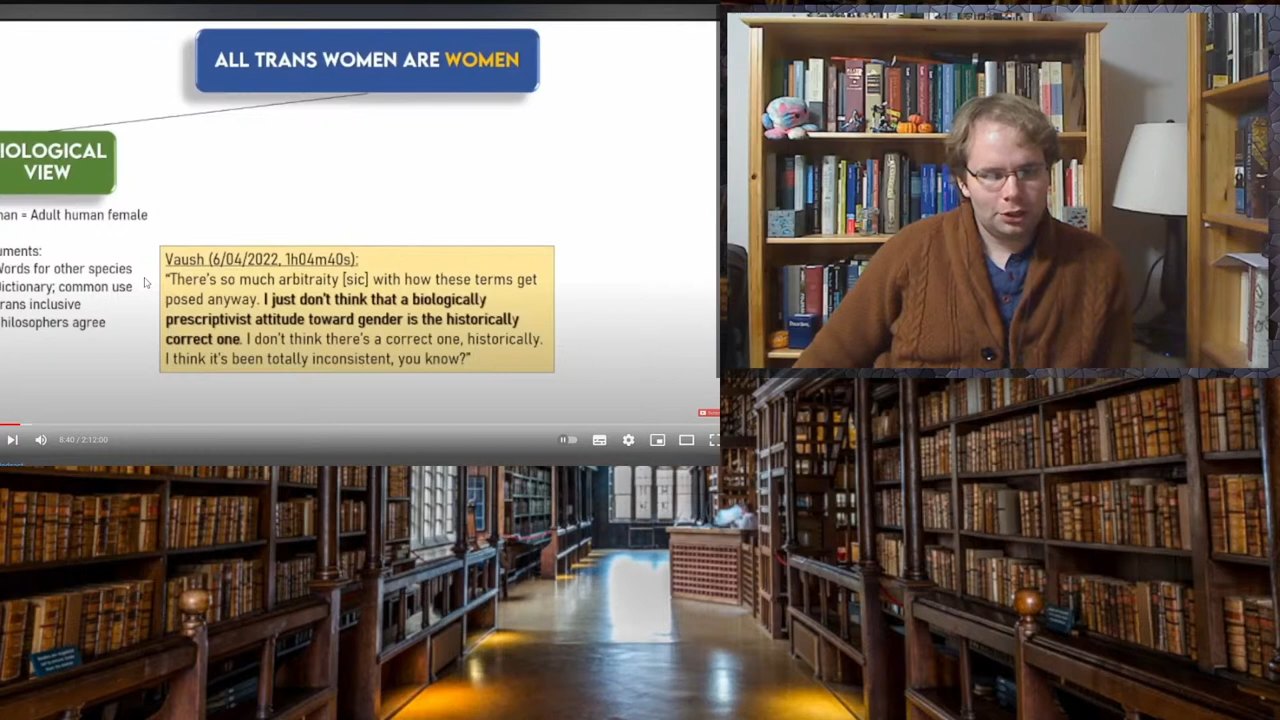 ALL TRANS WOMEN ARE WOMEN
IOLOGICAL
VIEW
nan = Adult human female
uments:
Words for other species
ictionary; common use
rans inclusive
hilosophers agree
Vaush (6/04/2022, 1h04m40s):
"There's so much arbitraity [sic] with how these terms get
posed anyway. I just don't think that a biologically
prescriptivist attitude toward gender is the historically
correct one. I don't think there's a correct one, historically.
I think it's been totally inconsistent, you know?"
8:40 / 2:12:00